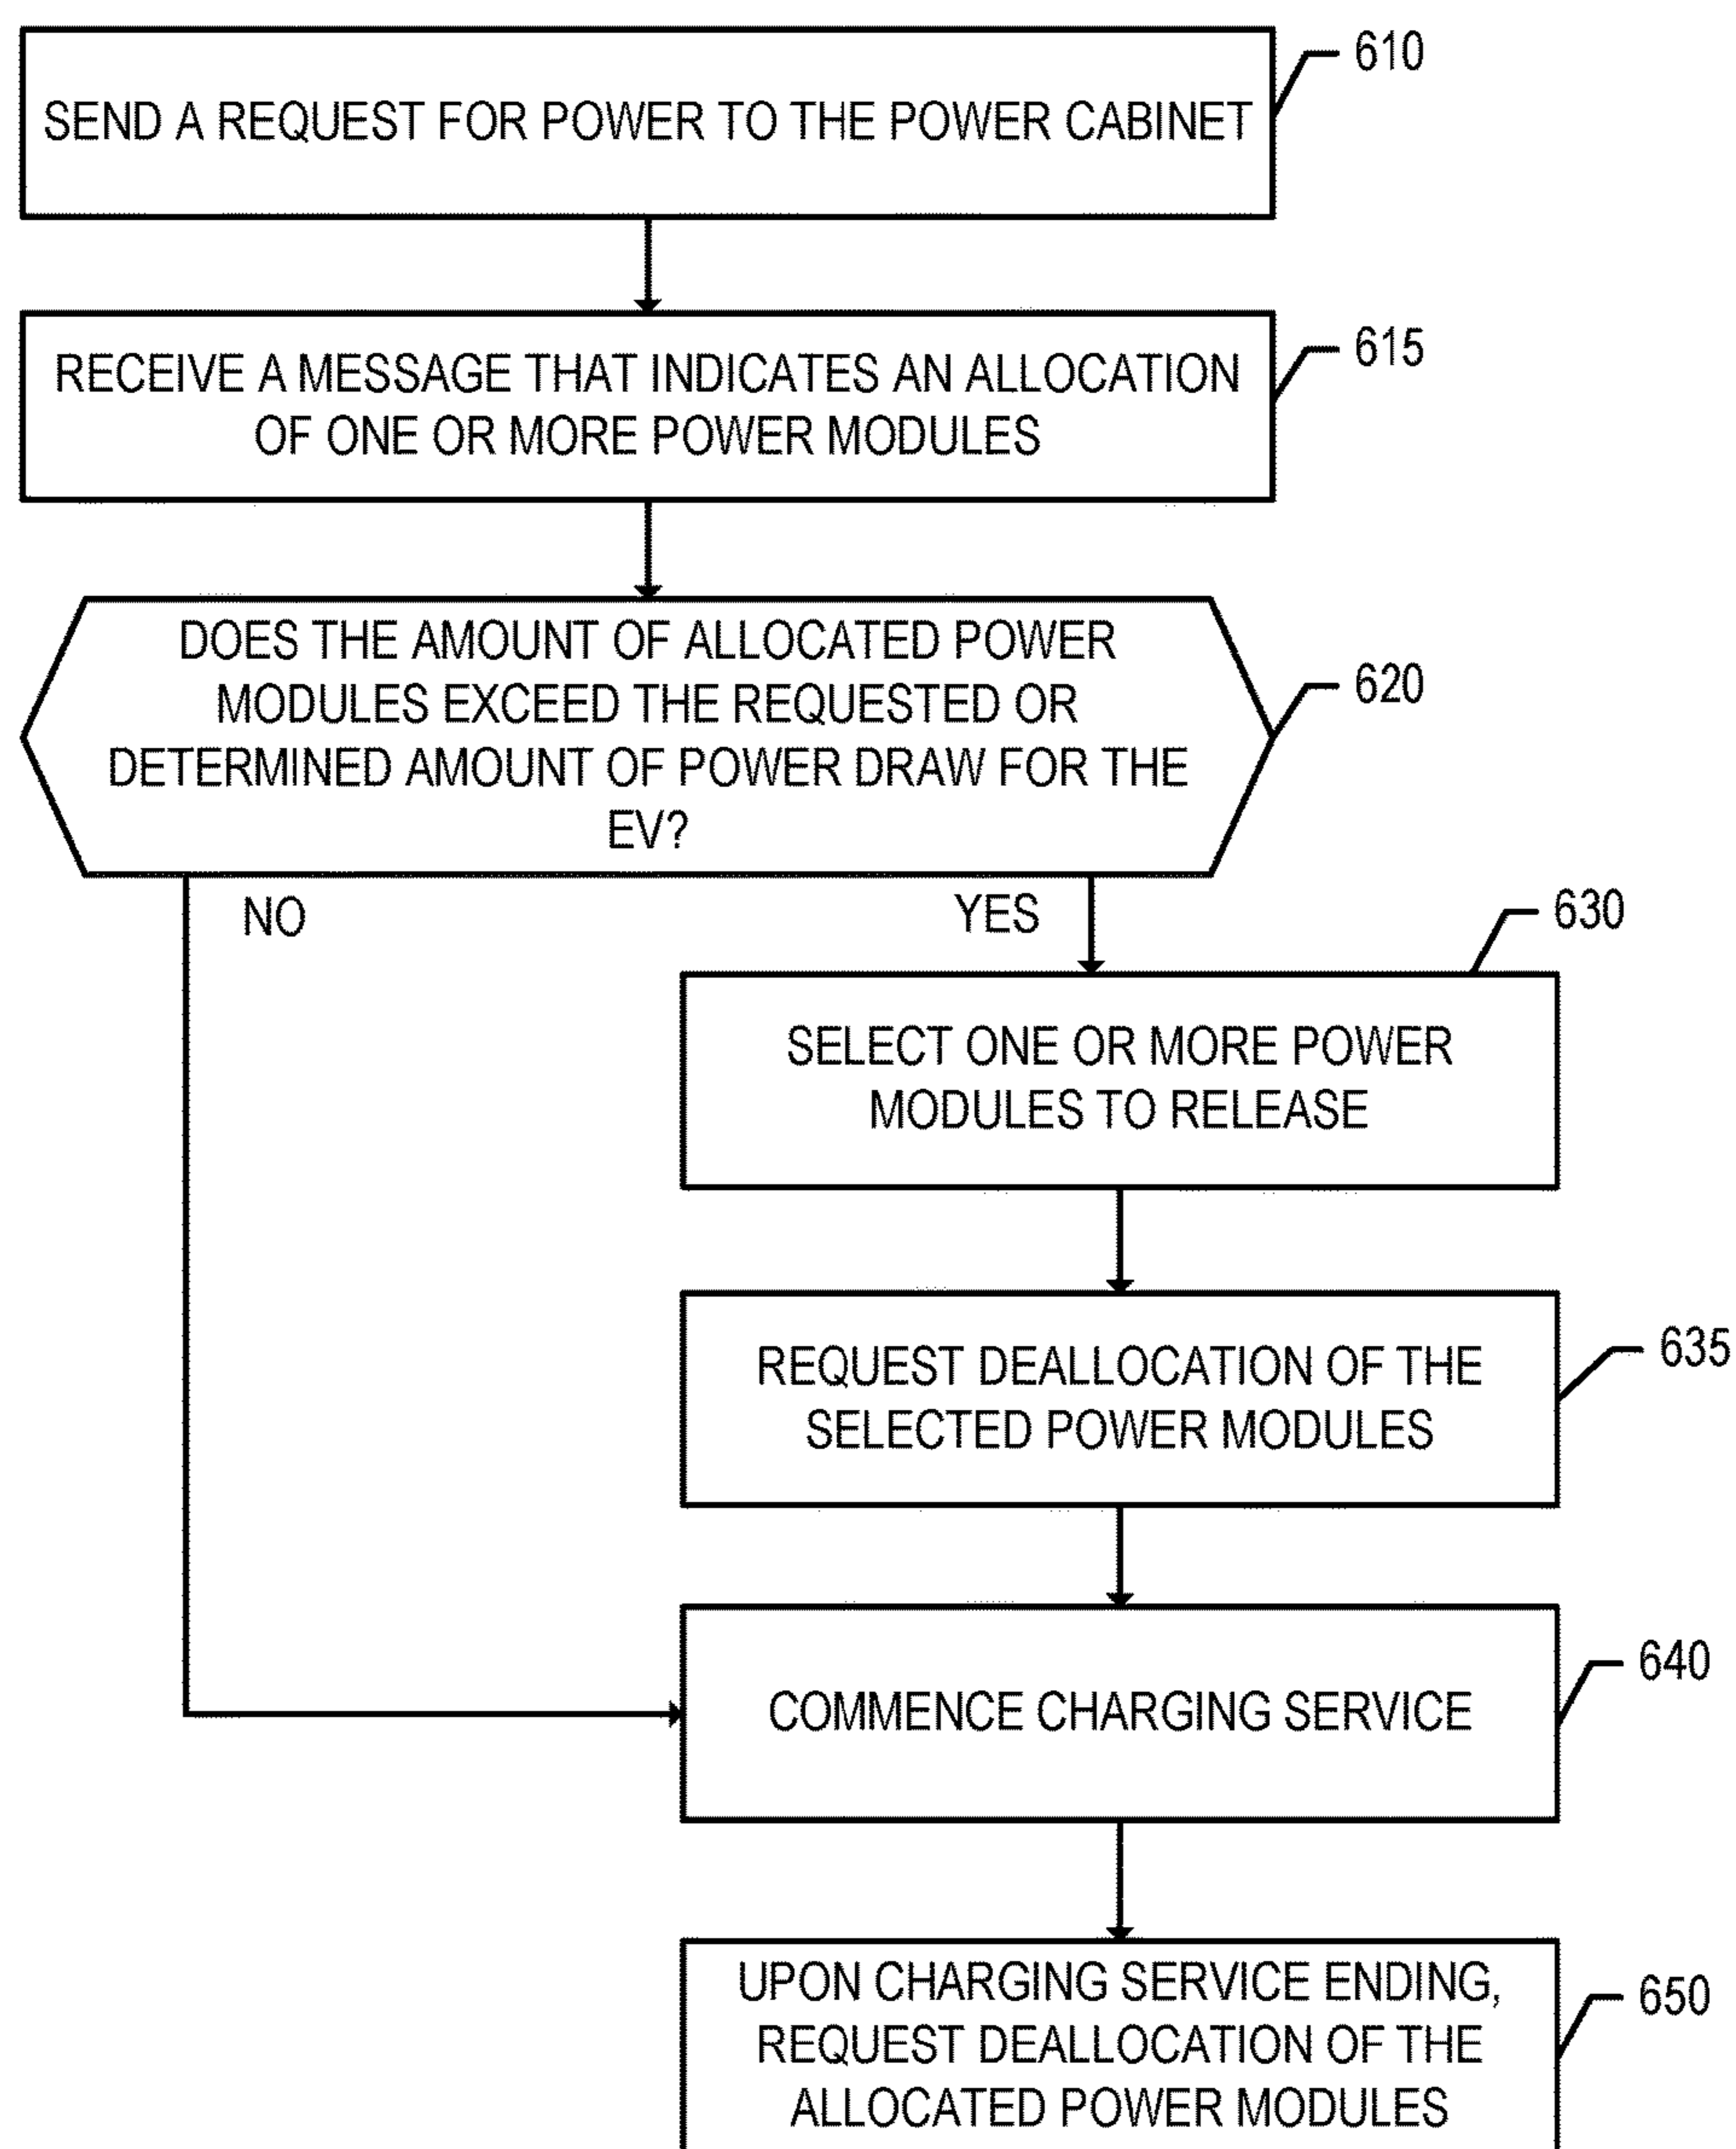 610
SEND A REQUEST FOR POWER TO THE POWER CABINET
615
RECEIVE A MESSAGE THAT INDICATES AN ALLOCATION
OF ONE OR MORE POWER MODULES
620
DOES THE AMOUNT OF ALLOCATED POWER
MODULES EXCEED THE REQUESTED OR
DETERMINED AMOUNT OF POWER DRAW FOR THE
EV?
NO
YES
630
SELECT ONE OR MORE POWER
MODULES TO RELEASE
635
REQUEST DEALLOCATION OF THE
SELECTED POWER MODULES
640
COMMENCE CHARGING SERVICE
650
UPON CHARGING SERVICE ENDING,
REQUEST DEALLOCATION OF THE
ALLOCATED POWER MODULES